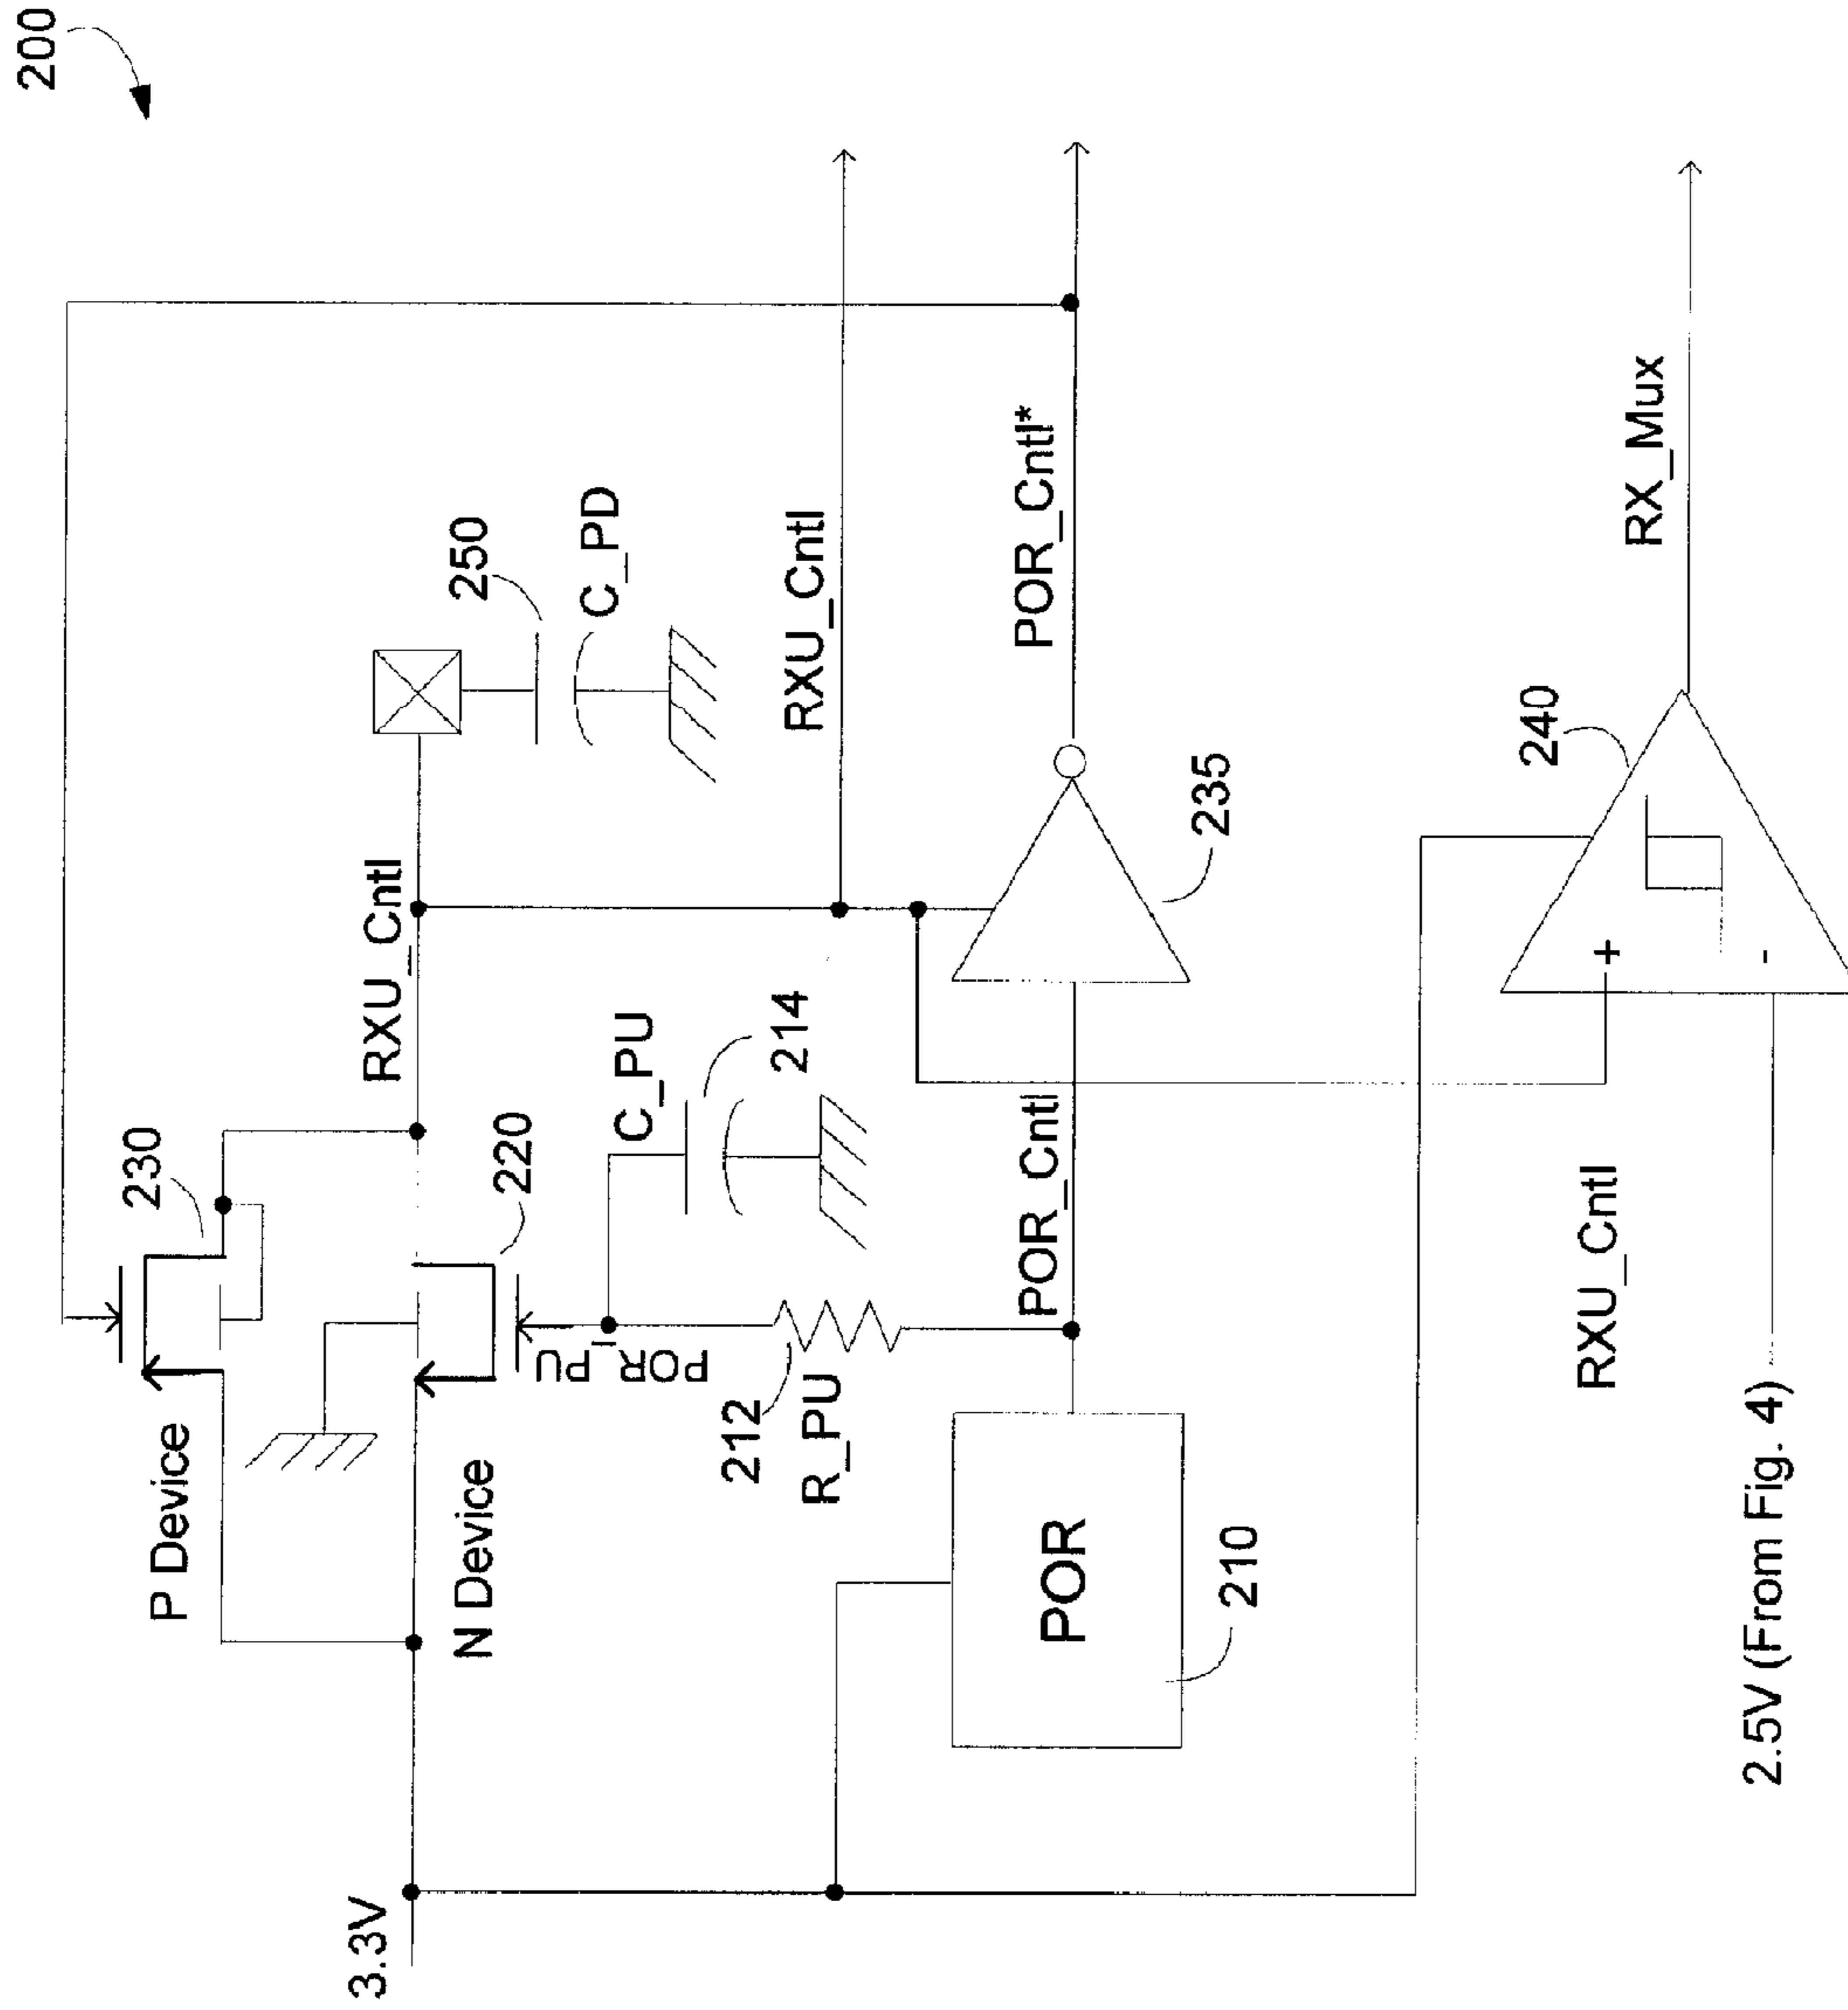 200
3.3V
P Device
230
N Device
220
RXU_Cntl
250
C_PD
POR_PU
C_PU
214
212
R_PU
RXU_Cntl
POR
210
POR_Cntl
235
POR_Cntl*
RXU_Cntl
240
+
-
RX_Mux
2.5V (From Fig. 4)